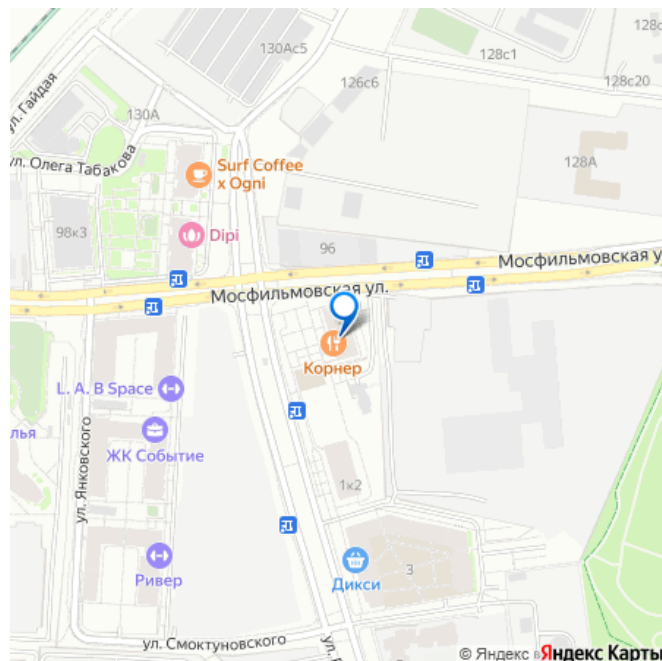 130Ас5
128с1
128с20
126с6
ул. Гайдая
130А
ул. Олега Табакова
Surf Coffee
x Ogni
128А
98к3
Dipi
96
Мосфильмовская у
Мосфильмовская ул.
Корнер
L. A. B Space
лья
ЖК Событие
ул. Янковского
1к2
Ривер
Дикси
3
ул. Смоктуновского
ул.
© Яндекс
Яндекс Карты